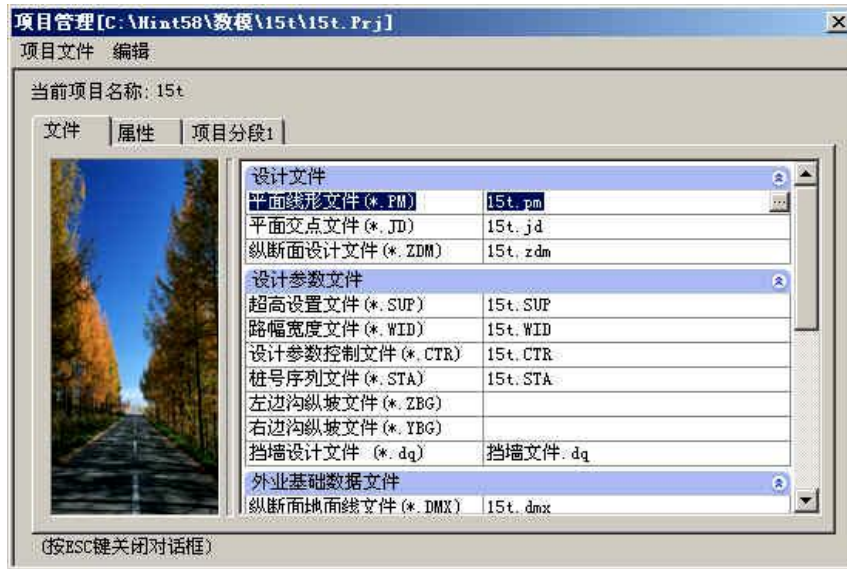 项目管理[C:\Hint58\数模\15t\15t.Prj]
项目文件 编辑
当前项目名称: 15t
文件 属性 项目分段1
设计文件
平面线形文件(*.PM) 15t.pm
平面交点文件(*.JD) 15t.jd
纵断面设计文件(*.ZDM) 15t.zdm
设计参数文件
超高设置文件(*.SUP) 15t.SUP
路幅宽度文件(*.WID) 15t.WID
设计参数控制文件(*.CTR) 15t.CTR
桩号序列文件(*.STA) 15t.STA
左边沟纵坡文件(*.ZBG)
右边沟纵坡文件(*.YBG)
挡墙设计文件 (*.dq) 挡墙文件.dq
外业基础数据文件
纵断面地面线文件(*.DMX) 15t.dmx
(按ESC键关闭对话框)